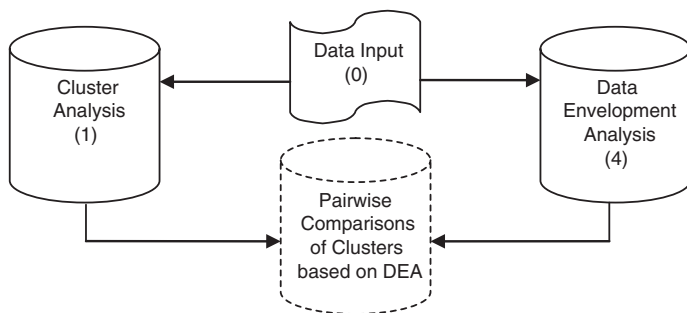 Data Input
(0)
Cluster
Analysis
(1)
Data
Envelopment
Analysis
(4)
Pairwise
Comparisons
of Clusters
based on DEA